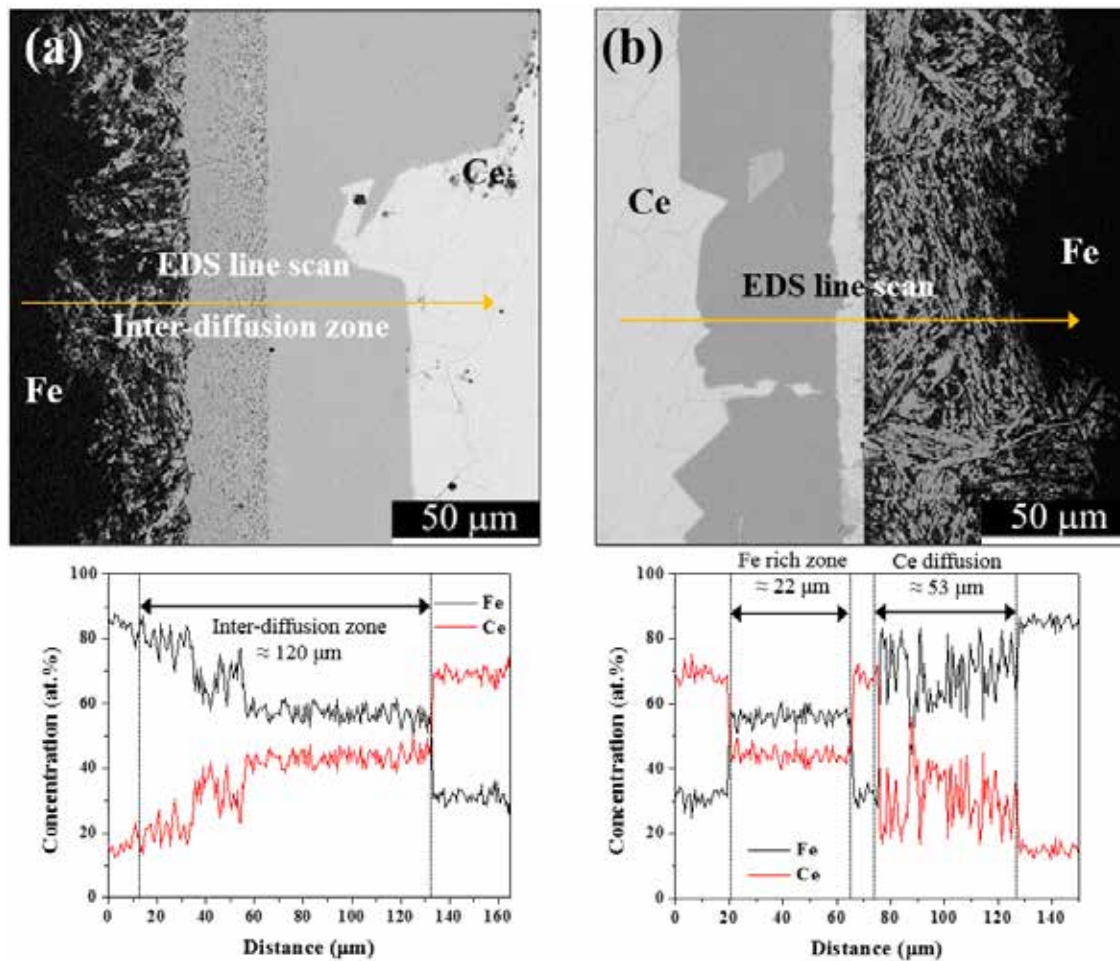 (a)
Ce
EDS line scan
Inter-diffusion zone
Fe
50 μm
(b)
Ce
Fe
EDS line scan
50 μm
100
80
60
40
20
0
Concentration (at.%)
Inter-diffusion zone
≈ 120 μm
Fe
Ce
0 20 40 60 80 100 120 140 160
Distance (μm)
Fe rich zone
≈ 22 μm
Ce diffusion
≈ 53 μm
100
80
60
40
20
0
Concentration (at.%)
Fe
Ce
0 20 40 60 80 100 120 140
Distance (μm)